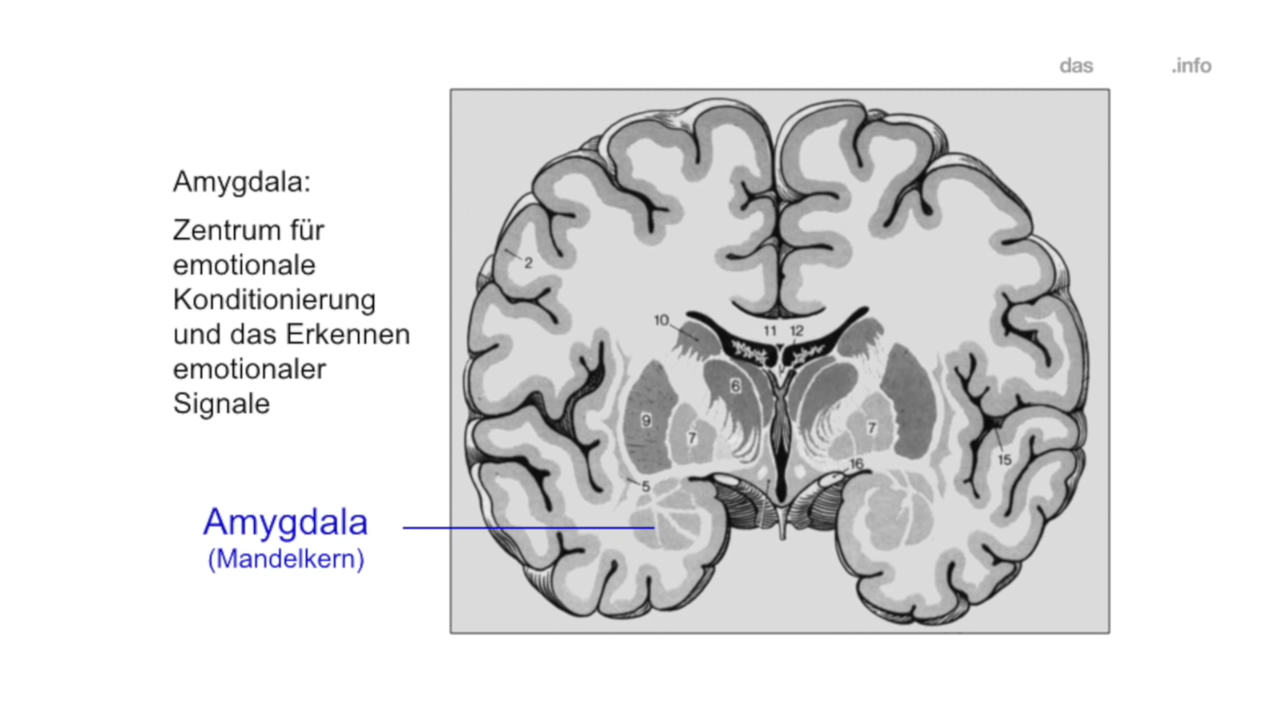 das .info
Amygdala:
Zentrum für
emotionale
Konditionierung
und das Erkennen
emotionaler
Signale
Amygdala
(Mandelkern)
2
10
11 12
6
9
7
7
16
15
5